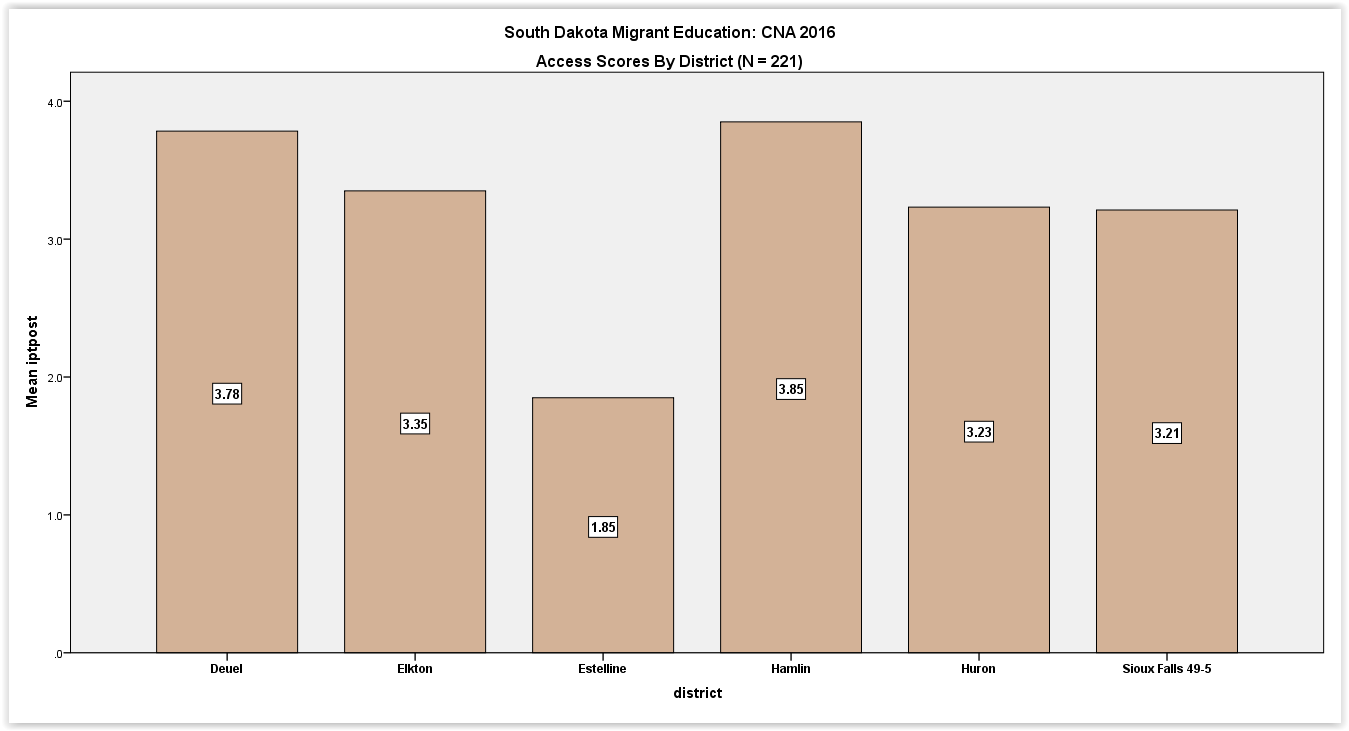 South Dakota Migrant Education: CNA 2016
Access Scores By District (N = 221)
4.0
3.0
2.0
1.0
.0
Mean iptpost
3.78
3.35
1.85
3.85
3.23
3.21
Deuel
Elkton
Estelline
Hamlin
Huron
Sioux Falls 49-5
district